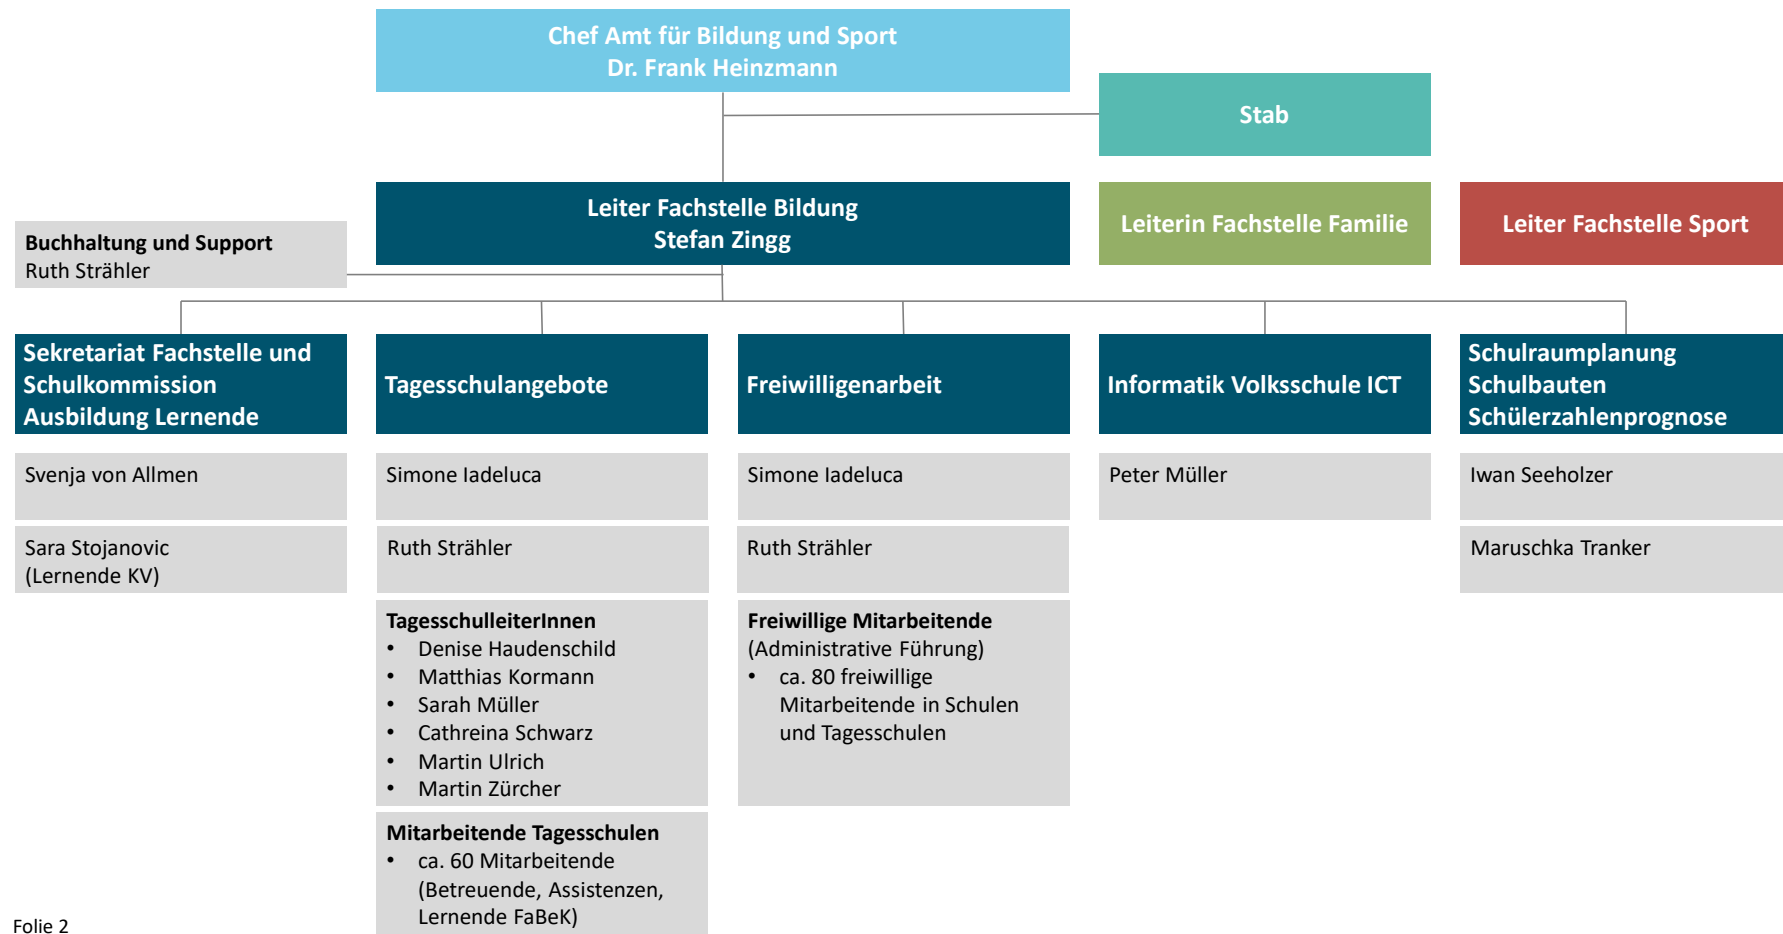 Chef Amt für Bildung und Sport
Dr. Frank Heinzmann
Stab
Leiter Fachstelle Bildung
Stefan Zingg
Leiterin Fachstelle Familie
Leiter Fachstelle Sport
Buchhaltung und Support
Ruth Strähler
Sekretariat Fachstelle und
Schulkommission
Ausbildung Lernende
Svenja von Allmen
Sara Stojanovic
(Lernende KV)
Tagesschulangebote
Simone Iadeluca
Ruth Strähler
TagesschulleiterInnen
• Denise Haudenschild
• Matthias Kormann
• Sarah Müller
• Cathreina Schwarz
• Martin Ulrich
• Martin Zürcher
Mitarbeitende Tagesschulen
• ca. 60 Mitarbeitende
(Betreuende, Assistenzen,
Lernende FaBeK)
Freiwilligenarbeit
Simone Iadeluca
Ruth Strähler
Freiwillige Mitarbeitende
(Administrative Führung)
• ca. 80 freiwillige
Mitarbeitende in Schulen
und Tagesschulen
Informatik Volksschule ICT
Peter Müller
Schulraumplanung
Schulbauten
Schülerzahlenprognose
Iwan Seeholzer
Maruschka Tranker
Folie 2